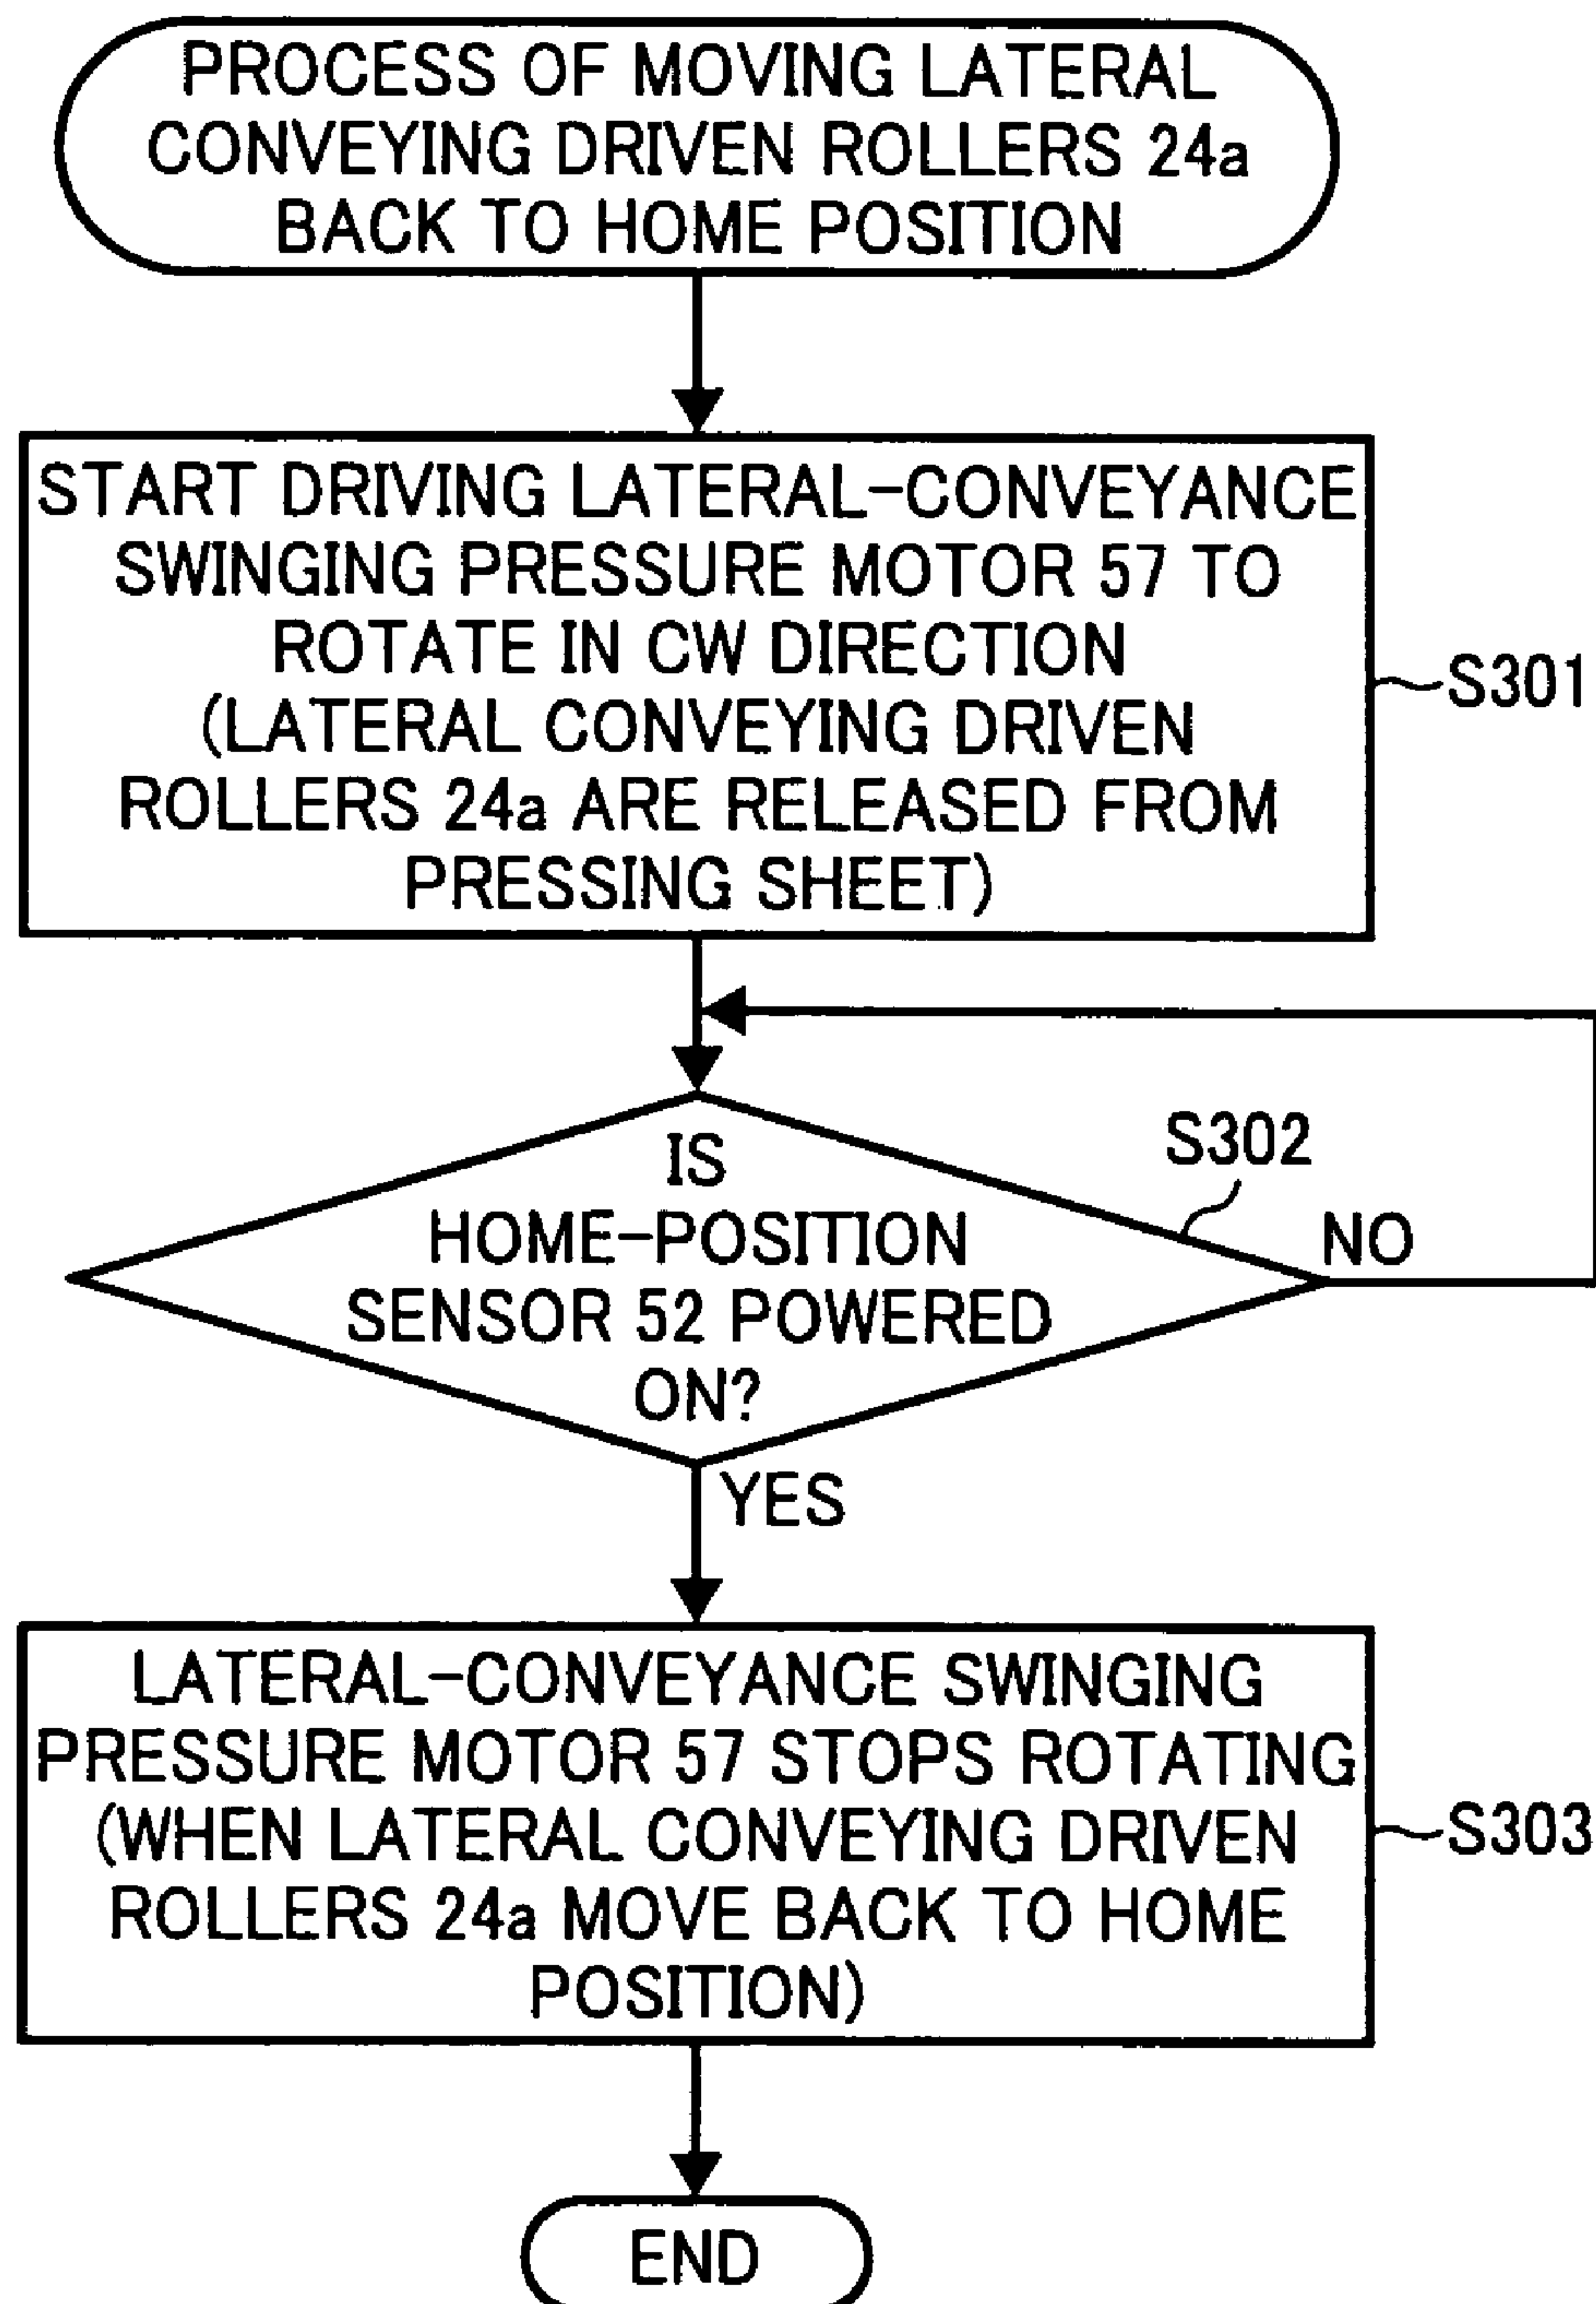 PROCESS OF MOVING LATERAL
CONVEYING DRIVEN ROLLERS 24a
BACK TO HOME POSITION
START DRIVING LATERAL-CONVEYANCE
SWINGING PRESSURE MOTOR 57 TO
ROTATE IN CW DIRECTION
(LATERAL CONVEYING DRIVEN
ROLLERS 24a ARE RELEASED FROM
PRESSING SHEET)
S301
IS
HOME-POSITION
SENSOR 52 POWERED
ON?
S302
NO
YES
LATERAL-CONVEYANCE SWINGING
PRESSURE MOTOR 57 STOPS ROTATING
(WHEN LATERAL CONVEYING DRIVEN
ROLLERS 24a MOVE BACK TO HOME
POSITION)
S303
END